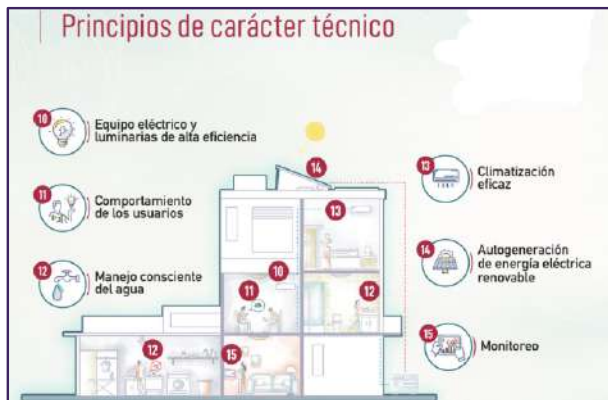 Principios de carácter técnico
10
Equipo eléctrico y
luminarias de alta eficiencia
11
Comportamiento
de los usuarios
12
Manejo consciente
del agua
13
Climatización
eficaz
14
Autogeneración
de energía eléctrica
renovable
15
Monitoreo
14
13
10
11
12
12
15